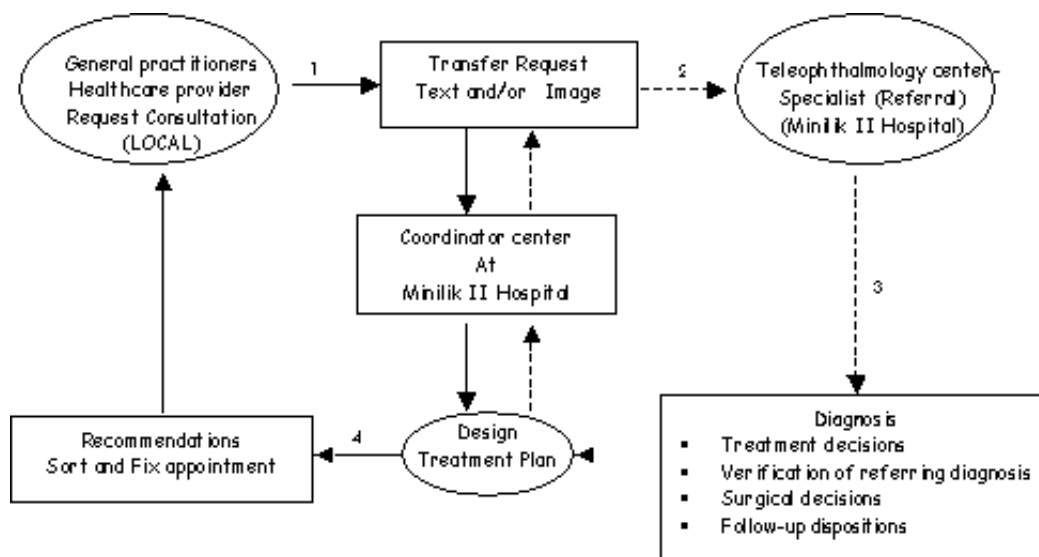 General practitioners
Healthcare provider
Request Consultation
(LOCAL)
1
Transfer Request
Text and/or Image
2
Teleophthalmology center-
Specialist (Referral)
(Minilik II Hospital)
Coordinator center
At
Minilik II Hospital
3
Recommendations
Sort and Fix appointment
4
Design
Treatment Plan
Diagnosis
▪ Treatment decisions
▪ Verification of referring diagnosis
▪ Surgical decisions
▪ Follow-up dispositions